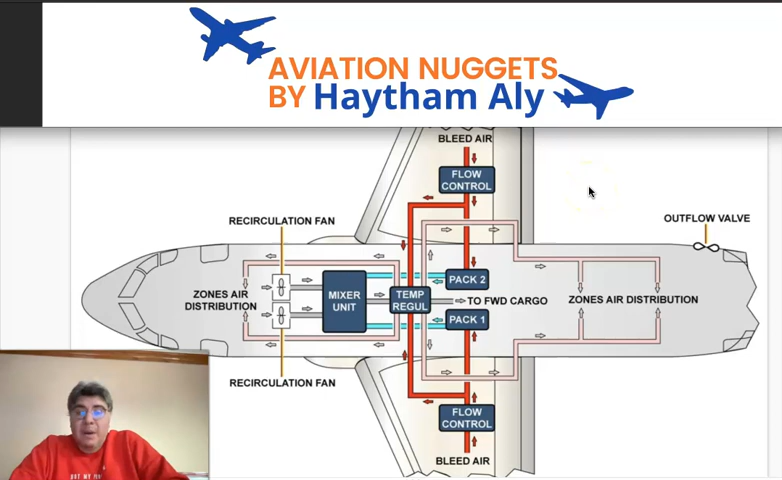 AVIATION NUGGETS
BY Haytham Aly
BLEED AIR
FLOW
CONTROL
OUTFLOW VALVE
RECIRCULATION FAN
ZONES AIR
DISTRIBUTION
MIXER
UNIT
TEMP
REGUL
PACK 2
TO FWD CARGO
PACK 1
ZONES AIR DISTRIBUTION
RECIRCULATION FAN
FLOW
CONTROL
BLEED AIR